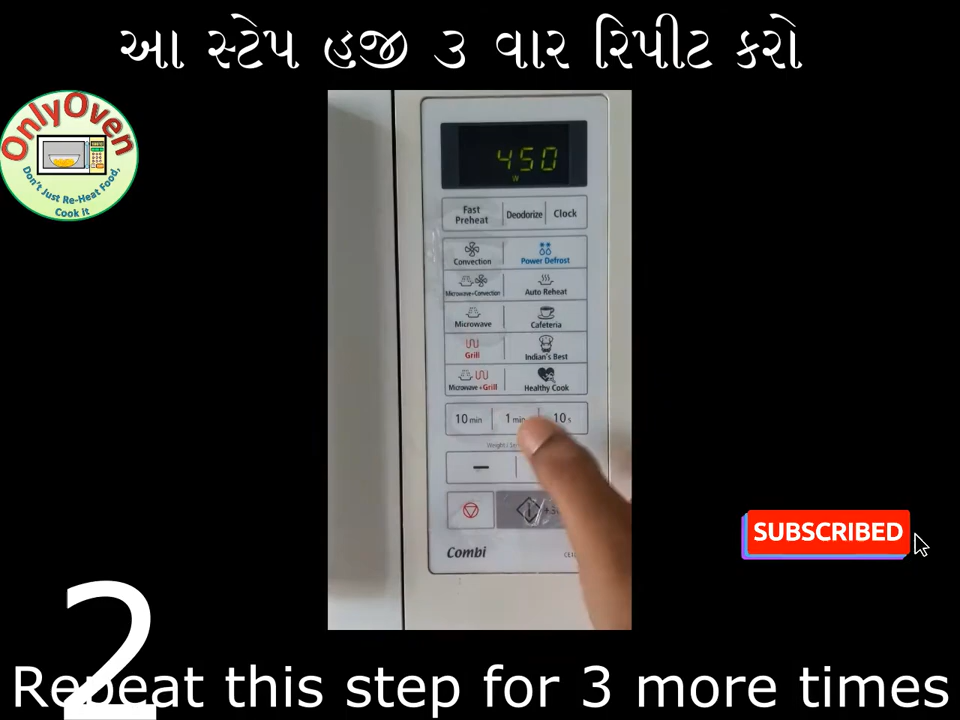 આ સ્ટેપ હજી ૩ વાર રિપીટ કરો
OnlyOven
Don't Just Re-Heat Food,
Cook it
450
W
Fast Preheat
Deodorize
Clock
Convection
Power Defrost
Microwave+Convection
Auto Reheat
Microwave
Cafeteria
Grill
Indian's Best
Microwave+Grill
Healthy Cook
10 min
1 min
10 s
SUBSCRIBED
Combi
2
Repeat this step for 3 more times